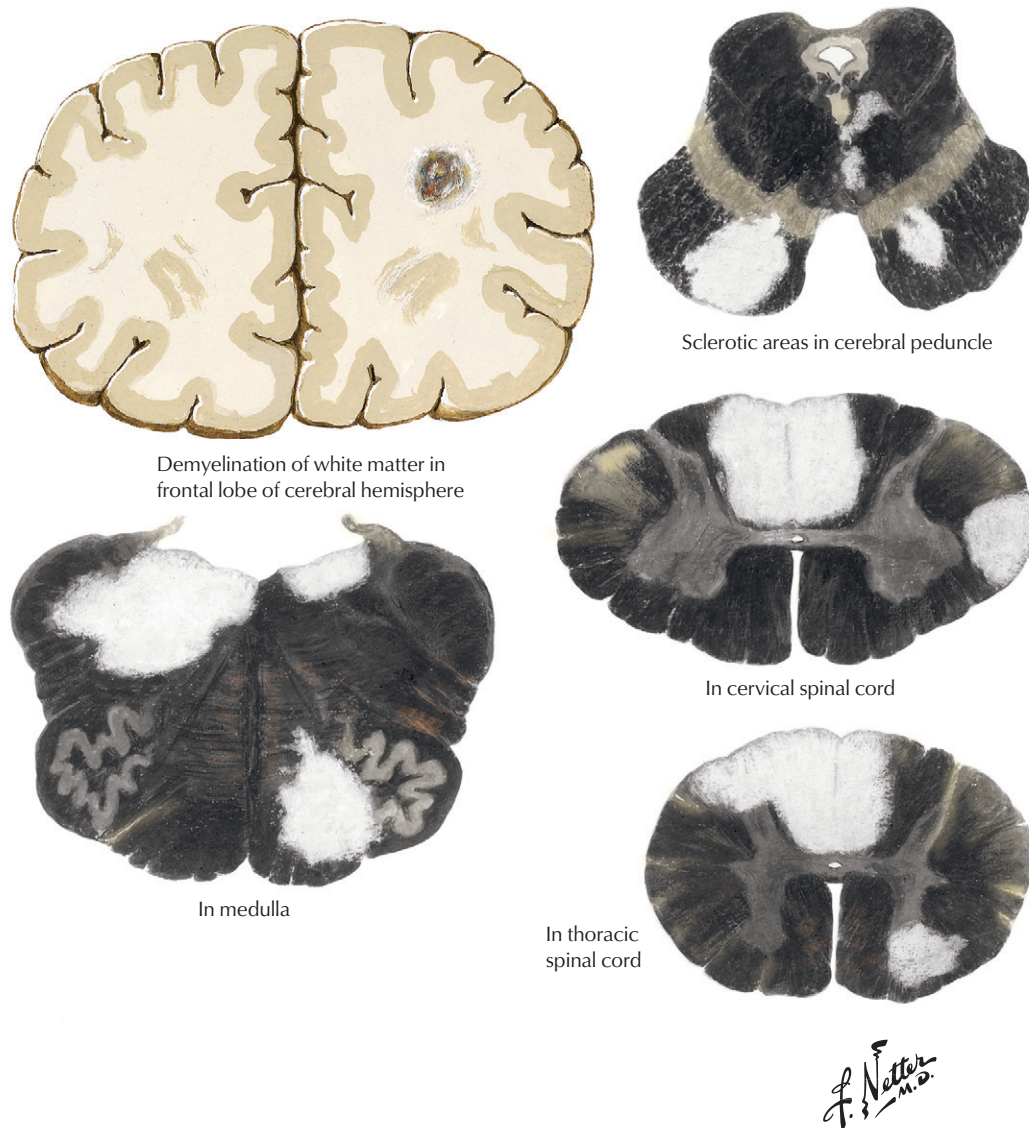 Sclerotic areas in cerebral peduncle
Demyelination of white matter in
frontal lobe of cerebral hemisphere
In cervical spinal cord
In medulla
In thoracic
spinal cord
F. Netter
M.D.